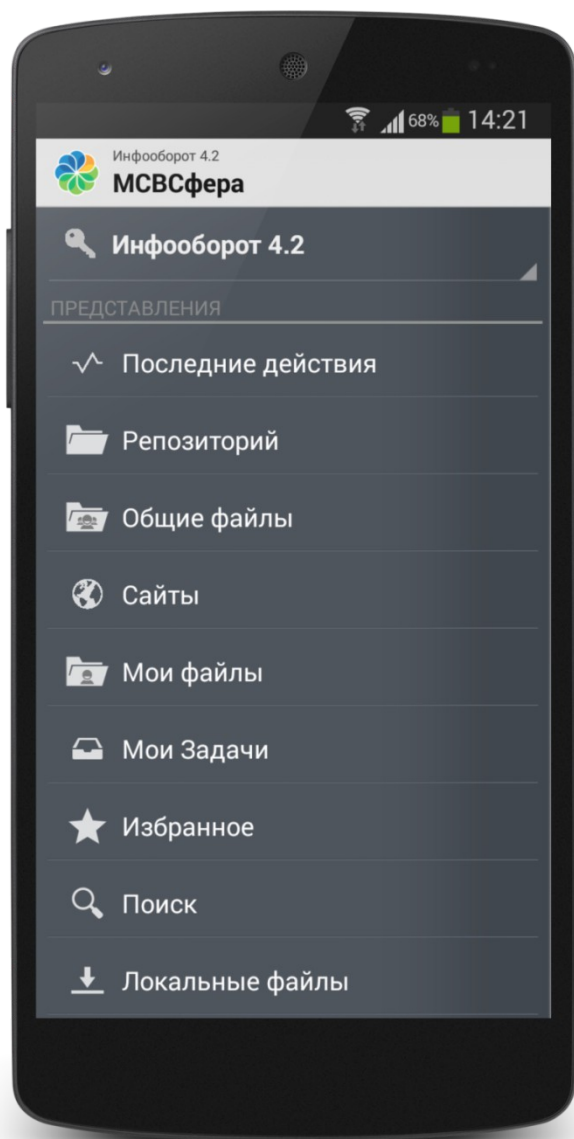 68% 14:21
Инфооборот 4.2
МСВСфера
Инфооборот 4.2
ПРЕДСТАВЛЕНИЯ
Последние действия
Репозиторий
Общие файлы
Сайты
Мои файлы
Мои Задачи
Избранное
Поиск
Локальные файлы